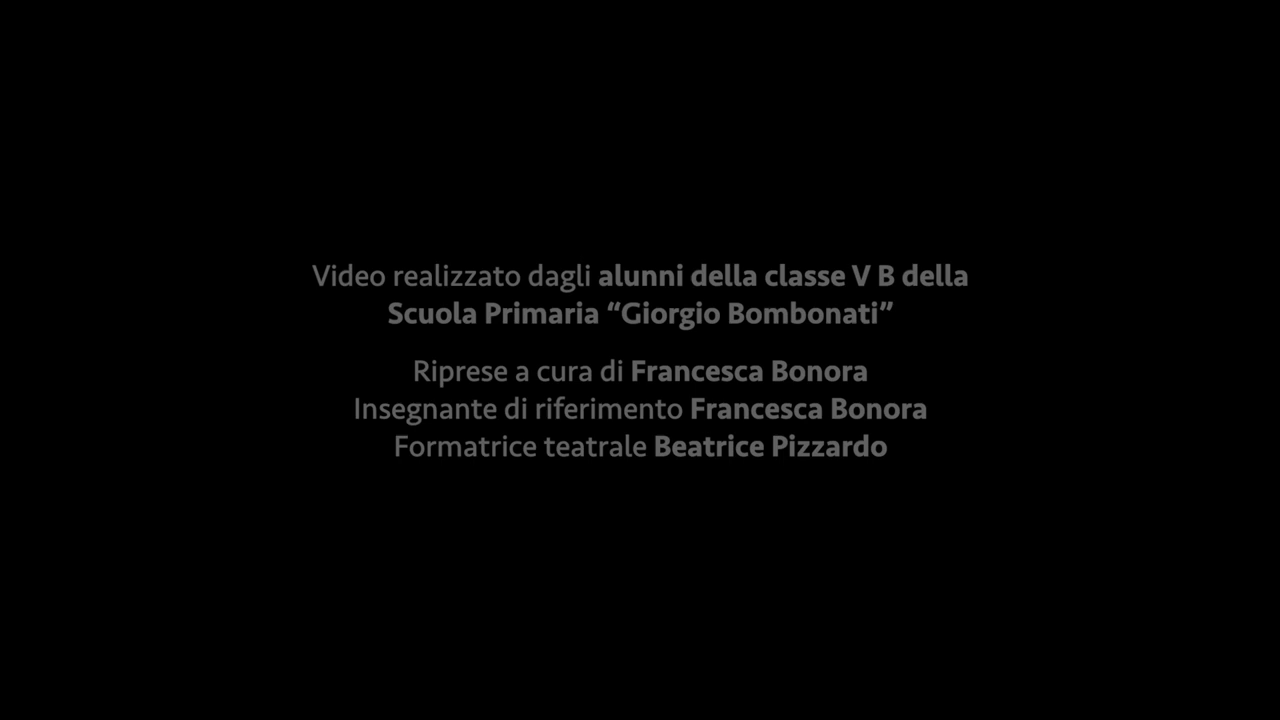 Video realizzato dagli alunni della classe V B della
Scuola Primaria “Giorgio Bombonati”
Riprese a cura di Francesca Bonora
Insegnante di riferimento Francesca Bonora
Formatrice teatrale Beatrice Pizzardo